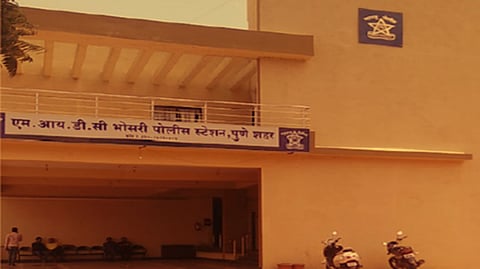 एम. आय. डी. सी भोसरी पोलीस स्टेशन, पुणे शहर